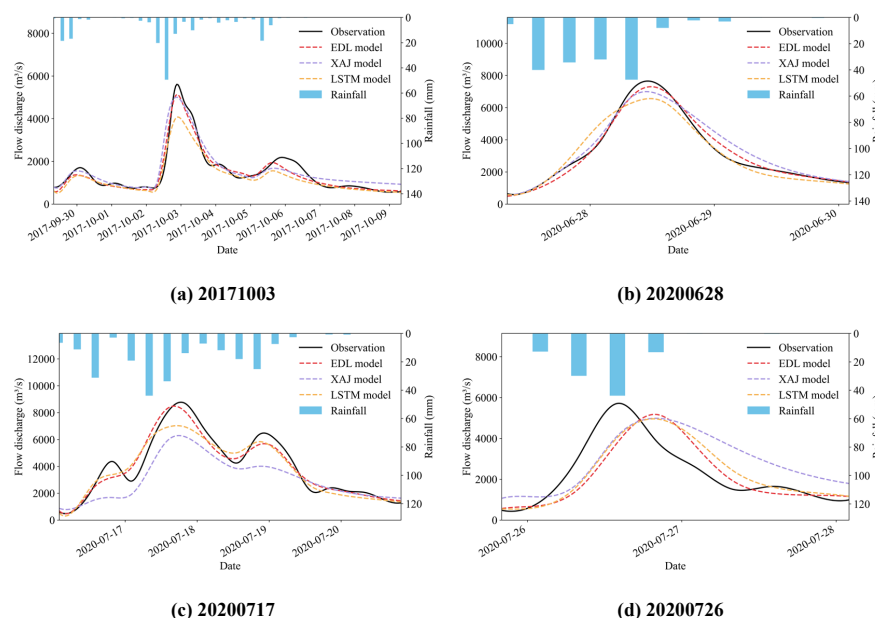 8000
6000
4000
2000
0
Flow discharge (m³/s)
Observation
EDL model
XAJ model
LSTM model
Rainfall
0
20
40
60
80
100
120
140
Rainfall (mm)
2017-09-30
2017-10-01
2017-10-02
2017-10-03
2017-10-04
2017-10-05
2017-10-06
2017-10-07
2017-10-08
2017-10-09
Date
(a) 20171003
10000
8000
6000
4000
2000
0
Flow discharge (m³/s)
Observation
EDL model
XAJ model
LSTM model
Rainfall
0
20
40
60
80
100
120
140
2020-06-28
2020-06-29
2020-06-30
Date
(b) 20200628
12000
10000
8000
6000
4000
2000
0
Flow discharge (m³/s)
Observation
EDL model
XAJ model
LSTM model
Rainfall
0
20
40
60
80
100
120
Rainfall (mm)
2020-07-17
2020-07-18
2020-07-19
2020-07-20
Date
(c) 20200717
8000
6000
4000
2000
0
Flow discharge (m³/s)
Observation
EDL model
XAJ model
LSTM model
Rainfall
0
20
40
60
80
100
120
2020-07-26
2020-07-27
2020-07-28
Date
(d) 20200726